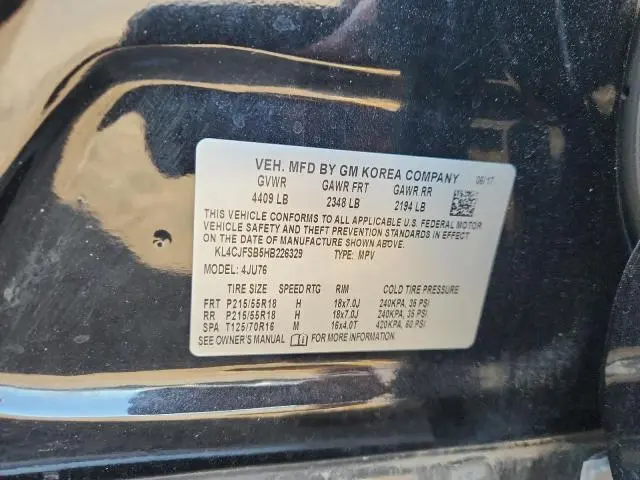 VEH. MFD BY GM KOREA COMPANY 06/17
GVWR GAWR FRT GAWR RR
4409 LB 2348 LB 2194 LB
THIS VEHICLE CONFORMS TO ALL APPLICABLE U.S. FEDERAL MOTOR
VEHICLE SAFETY AND THEFT PREVENTION STANDARDS IN EFFECT
ON THE DATE OF MANUFACTURE SHOWN ABOVE.
KL4CJFSB5HB226329 TYPE: MPV
MODEL: 4JU76
TIRE SIZE SPEED RTG RIM COLD TIRE PRESSURE
FRT P215/55R18 H 18x7.0J 240KPA, 35 PSI
RR P215/55R18 H 18x7.0J 240KPA, 35 PSI
SPA T125/70R16 M 16x4.0T 420KPA, 60 PSI
SEE OWNER'S MANUAL FOR MORE INFORMATION